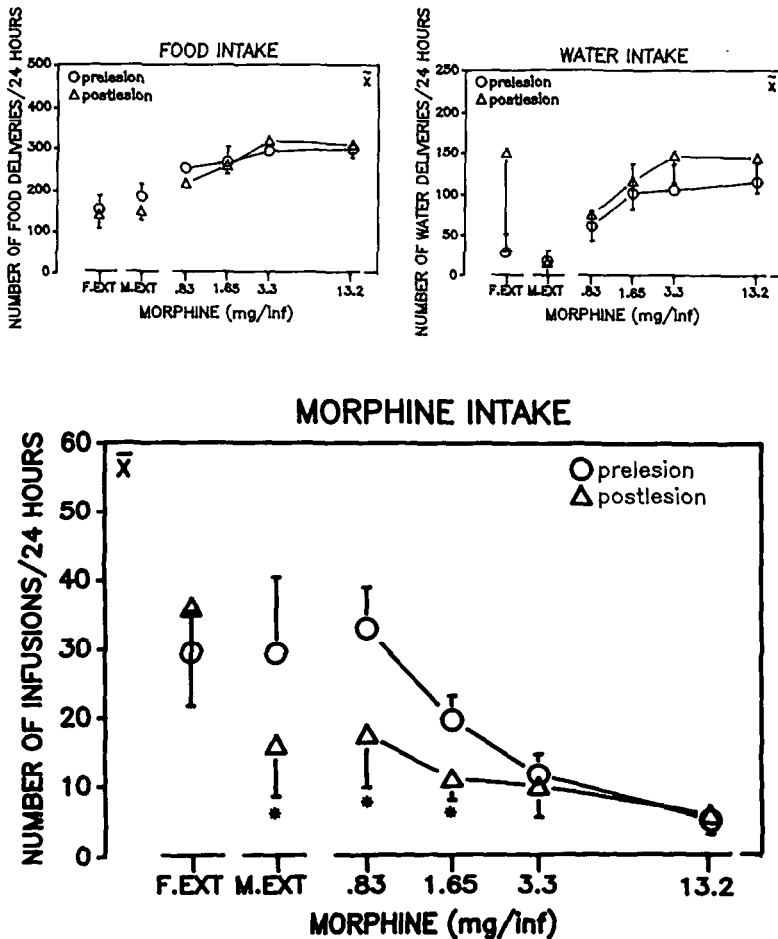 FOOD INTAKE
NUMBER OF FOOD DELIVERIES/24 HOURS
500
400
300
200
100
0
○ prelesion
△ postlesion
x̄
F.EXT M.EXT .83 1.65 3.3 13.2
MORPHINE (mg/inf)
WATER INTAKE
NUMBER OF WATER DELIVERIES/24 HOURS
250
200
150
100
50
0
○ prelesion
△ postlesion
x̄
F.EXT M.EXT .83 1.65 3.3 13.2
MORPHINE (mg/inf)
MORPHINE INTAKE
NUMBER OF INFUSIONS/24 HOURS
60
50
40
30
20
10
0
x̄
○ prelesion
△ postlesion
* * *
F.EXT M.EXT .83 1.65 3.3 13.2
MORPHINE (mg/inf)